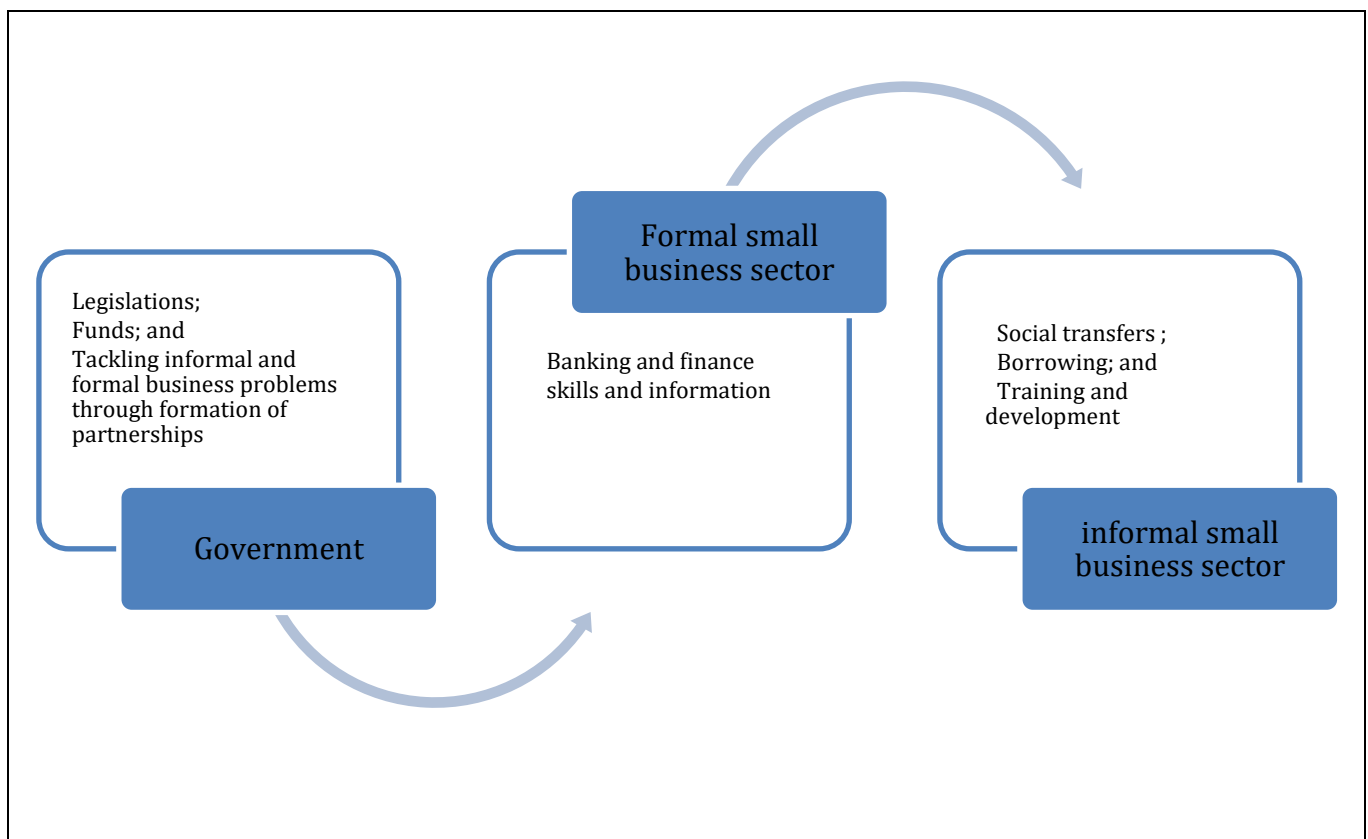 Legislations;
Funds; and
Tackling informal and
formal business problems
through formation of
partnerships
Government
Formal small
business sector
Banking and finance
skills and information
Social transfers ;
Borrowing; and
Training and
development
informal small
business sector